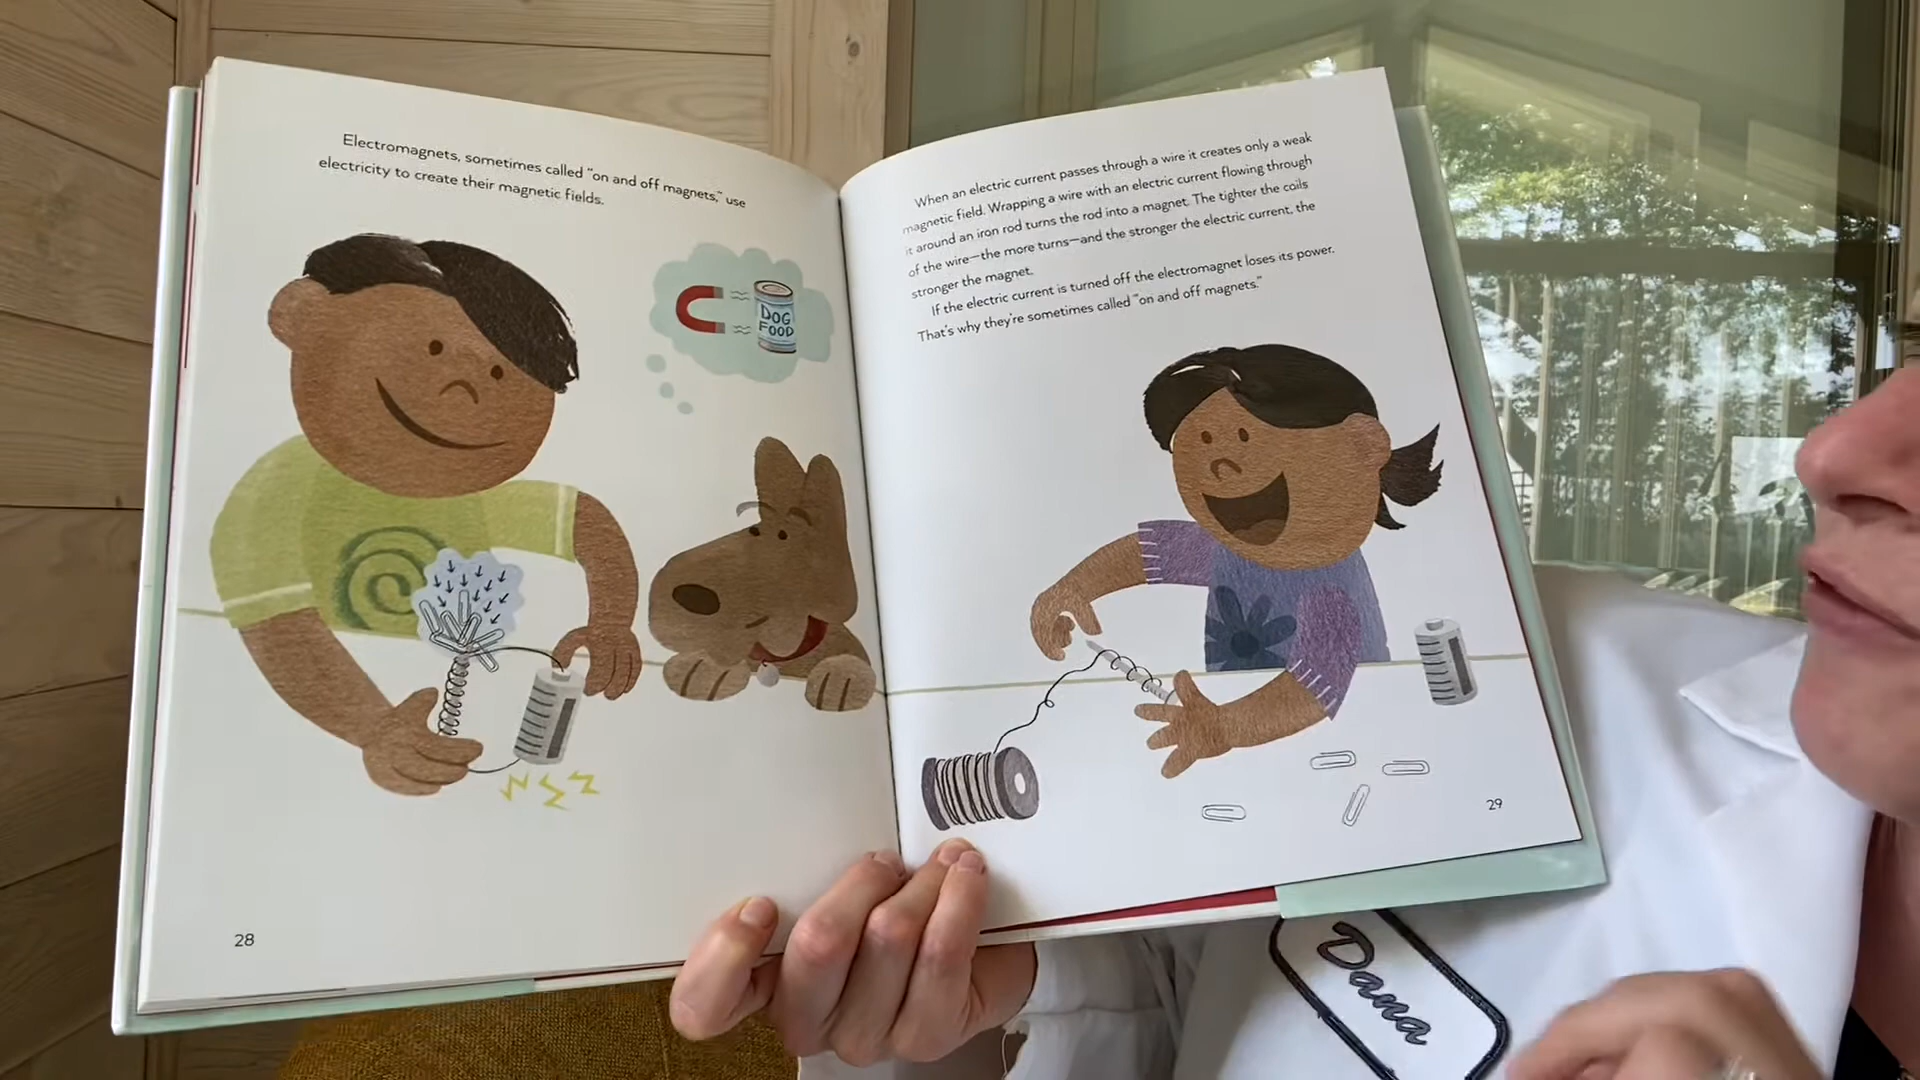 Electromagnets, sometimes called "on and off magnets," use
electricity to create their magnetic fields.
DOG
FOOD
28
When an electric current passes through a wire it creates only a weak
magnetic field. Wrapping a wire with an electric current flowing through
it around an iron rod turns the rod into a magnet. The tighter the coils
of the wire—the more turns—and the stronger the electric current, the
stronger the magnet.
If the electric current is turned off the electromagnet loses its power.
That's why they're sometimes called "on and off magnets."
29
Dana